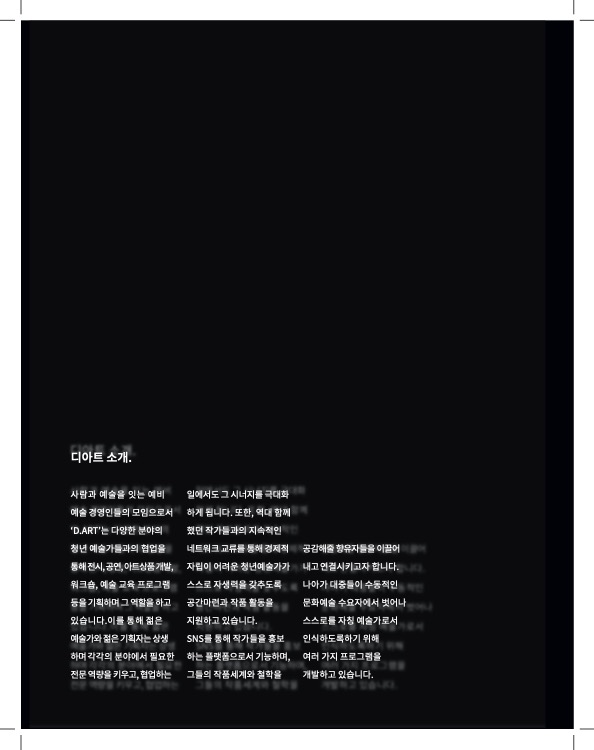 디아트 소개.
사람과 예술을 잇는 예비
예술 경영인들의 모임으로서
‘D.ART’는 다양한 분야의
청년 예술가들과의 협업을
통해 전시, 공연, 아트상품개발,
워크숍, 예술 교육 프로그램
등을 기획하며 그 역할을 하고
있습니다. 이를 통해 젊은
예술가와 젊은 기획자는 상생
하며 각각의 분야에서 필요한
전문 역량을 키우고, 협업하는
일에서도 그 시너지를 극대화
하게 됩니다. 또한, 역대 함께
했던 작가들과의 지속적인
네트워크 교류를 통해 경제적
자립이 어려운 청년예술가가
스스로 자생력을 갖추도록
공간마련과 작품 활동을
지원하고 있습니다.
SNS를 통해 작가들을 홍보
하는 플랫폼으로서 기능하며,
그들의 작품세계와 철학을
공감해줄 향유자들을 이끌어
내고 연결시키고자 합니다.
나아가 대중들이 수동적인
문화예술 수요자에서 벗어나
스스로를 자칭 예술가로서
인식하도록하기 위해
여러 가지 프로그램을
개발하고 있습니다.